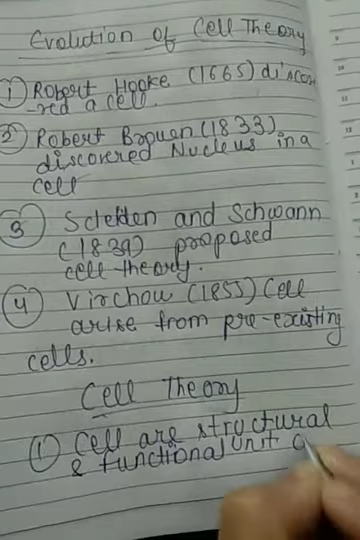 Evolution of Cell Theory
① Robert Hooke (1665) discov
-red a cell.
② Robert Brouen (1833)
discovered Nucleus in a
cell
③ Schleiden and Schwann
(1839) proposed
cell theory.
④ Virchow (1855) Cell
arise from pre-existing
cells.
Cell Theory
① Cell are structural
& functional unit o